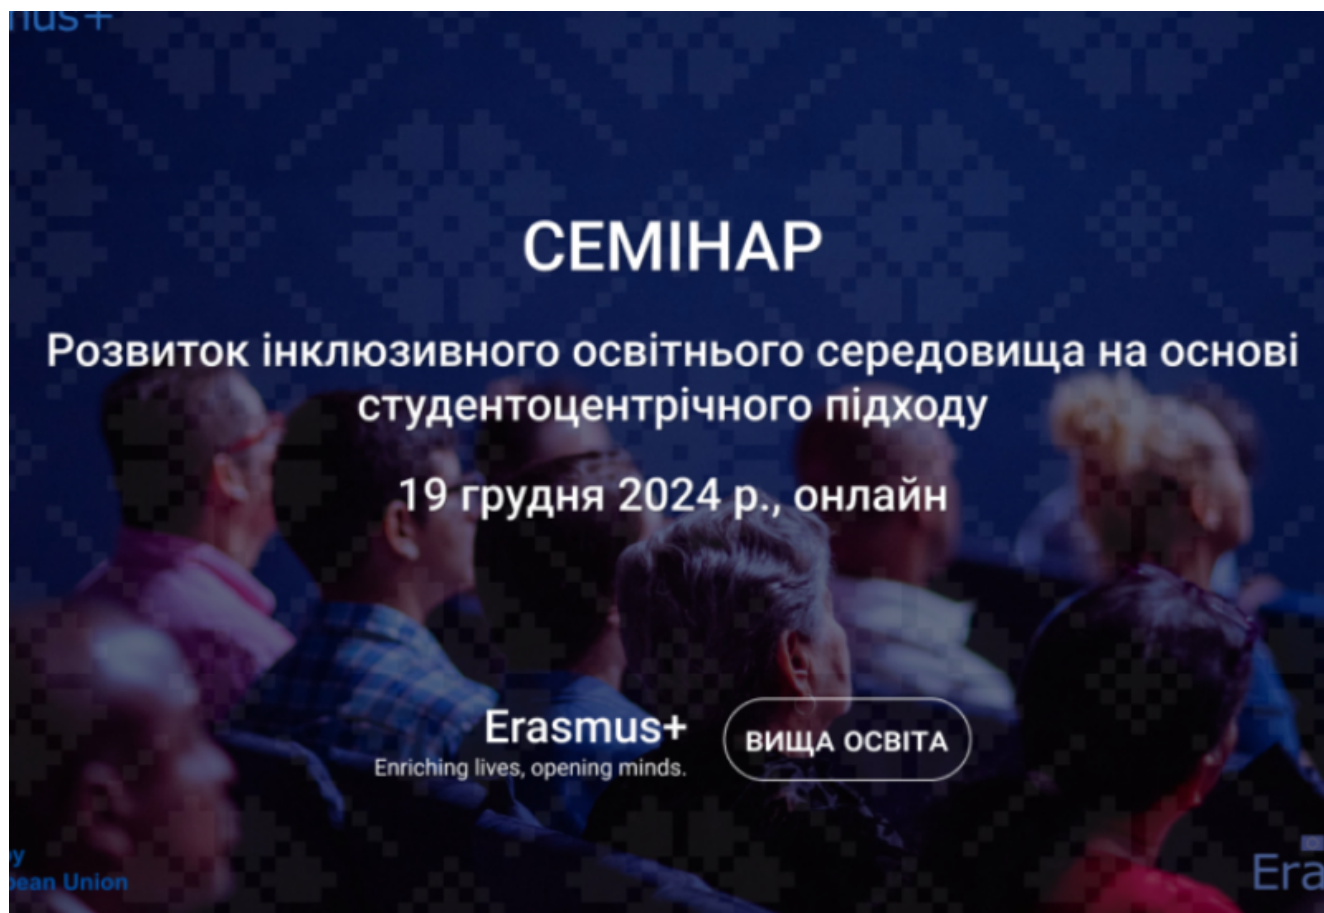 СЕМІНАР
Розвиток інклюзивного освітнього середовища на основі
студентоцентрічного підходу
19 грудня 2024 р., онлайн
Erasmus+
Enriching lives, opening minds.
ВИЩА ОСВІТА
Union